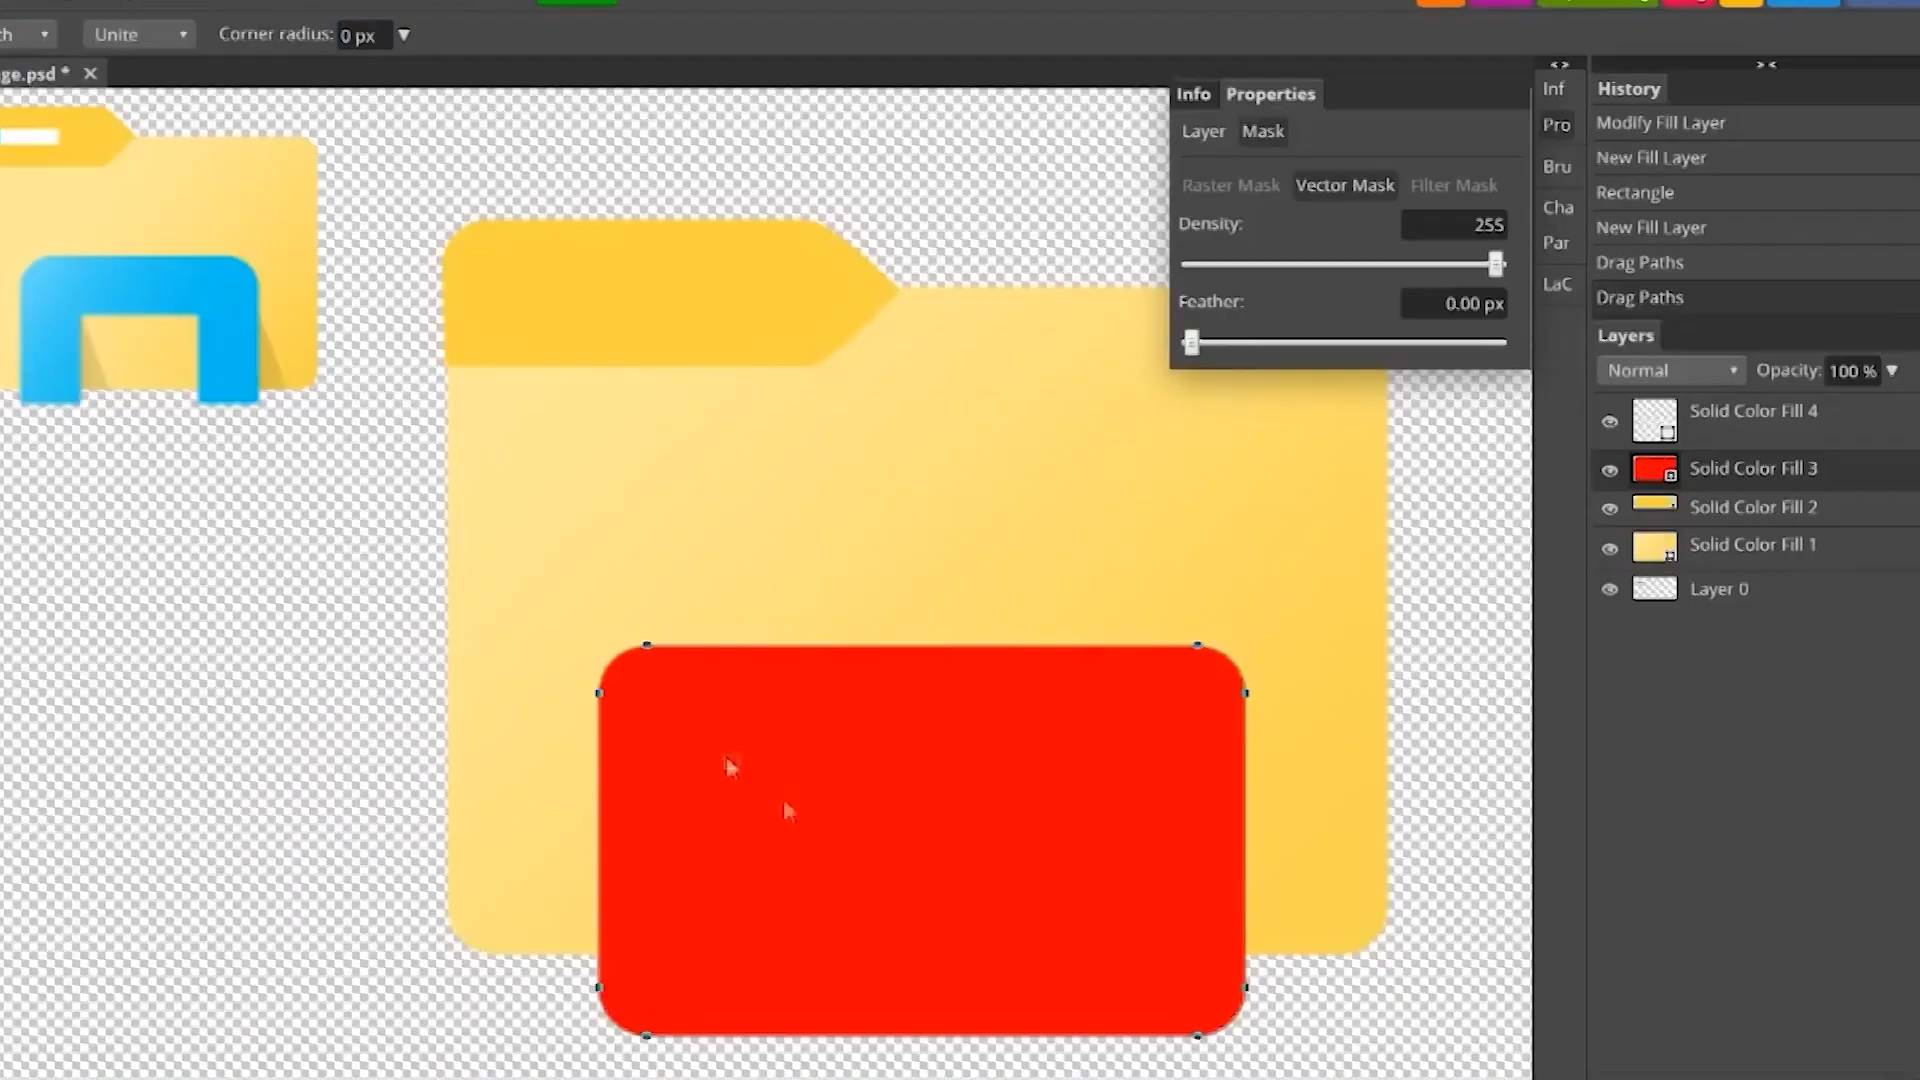 th Unite Corner radius: 0 px
ge.psd *
Info Properties
Layer Mask
Raster Mask Vector Mask Filter Mask
Density: 255
Feather: 0.00 px
Inf
Pro
Bru
Cha
Par
LaC
History
Modify Fill Layer
New Fill Layer
Rectangle
New Fill Layer
Drag Paths
Drag Paths
Layers
Normal Opacity: 100 %
Solid Color Fill 4
Solid Color Fill 3
Solid Color Fill 2
Solid Color Fill 1
Layer 0